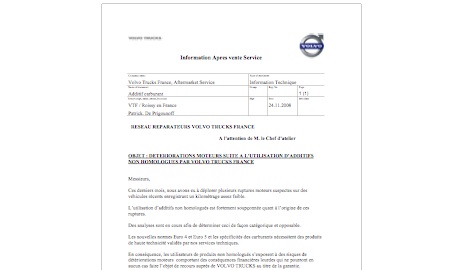 VOLVO TRUCKS
VOLVO
Information Apres vente Service
Volvo Trucks France, Aftermarket Service
Information Technique
Additif carburant
VTF / Roissy en France
24.11.2008
RESEAU REPARATEURS VOLVO TRUCKS FRANCE
A l'attention de M. le Chef d'atelier
OBJET : DETERIORATIONS MOTEURS SUITE A L'UTILISATION D'ADDITIFS
NON HOMOLOGUES PAR VOLVO TRUCKS FRANCE
Messieurs,
Ces derniers mois, nous avons eu à déplorer plusieurs ruptures moteurs suspectes sur des
véhicules récents enregistrant un kilométrage assez faible.
L'utilisation d'additifs non homologués est fortement soupçonnée quant à l'origine de ces
ruptures.
Des analyses sont en cours afin de déterminer ceci de façon catégorique et opposable.
Les nouvelles normes Euro 4 et Euro 5 et les spécificités des carburants nécessitent des produits
de haute technicité validés par nos services techniques.
En conséquence, les utilisateurs de produits non homologués s'exposent à des risques de
détériorations moteurs comportant des conséquences financières lourdes qui ne pourront en
aucun cas faire l'objet de recours auprès de VOLVO TRUCKS au titre de la garantie.